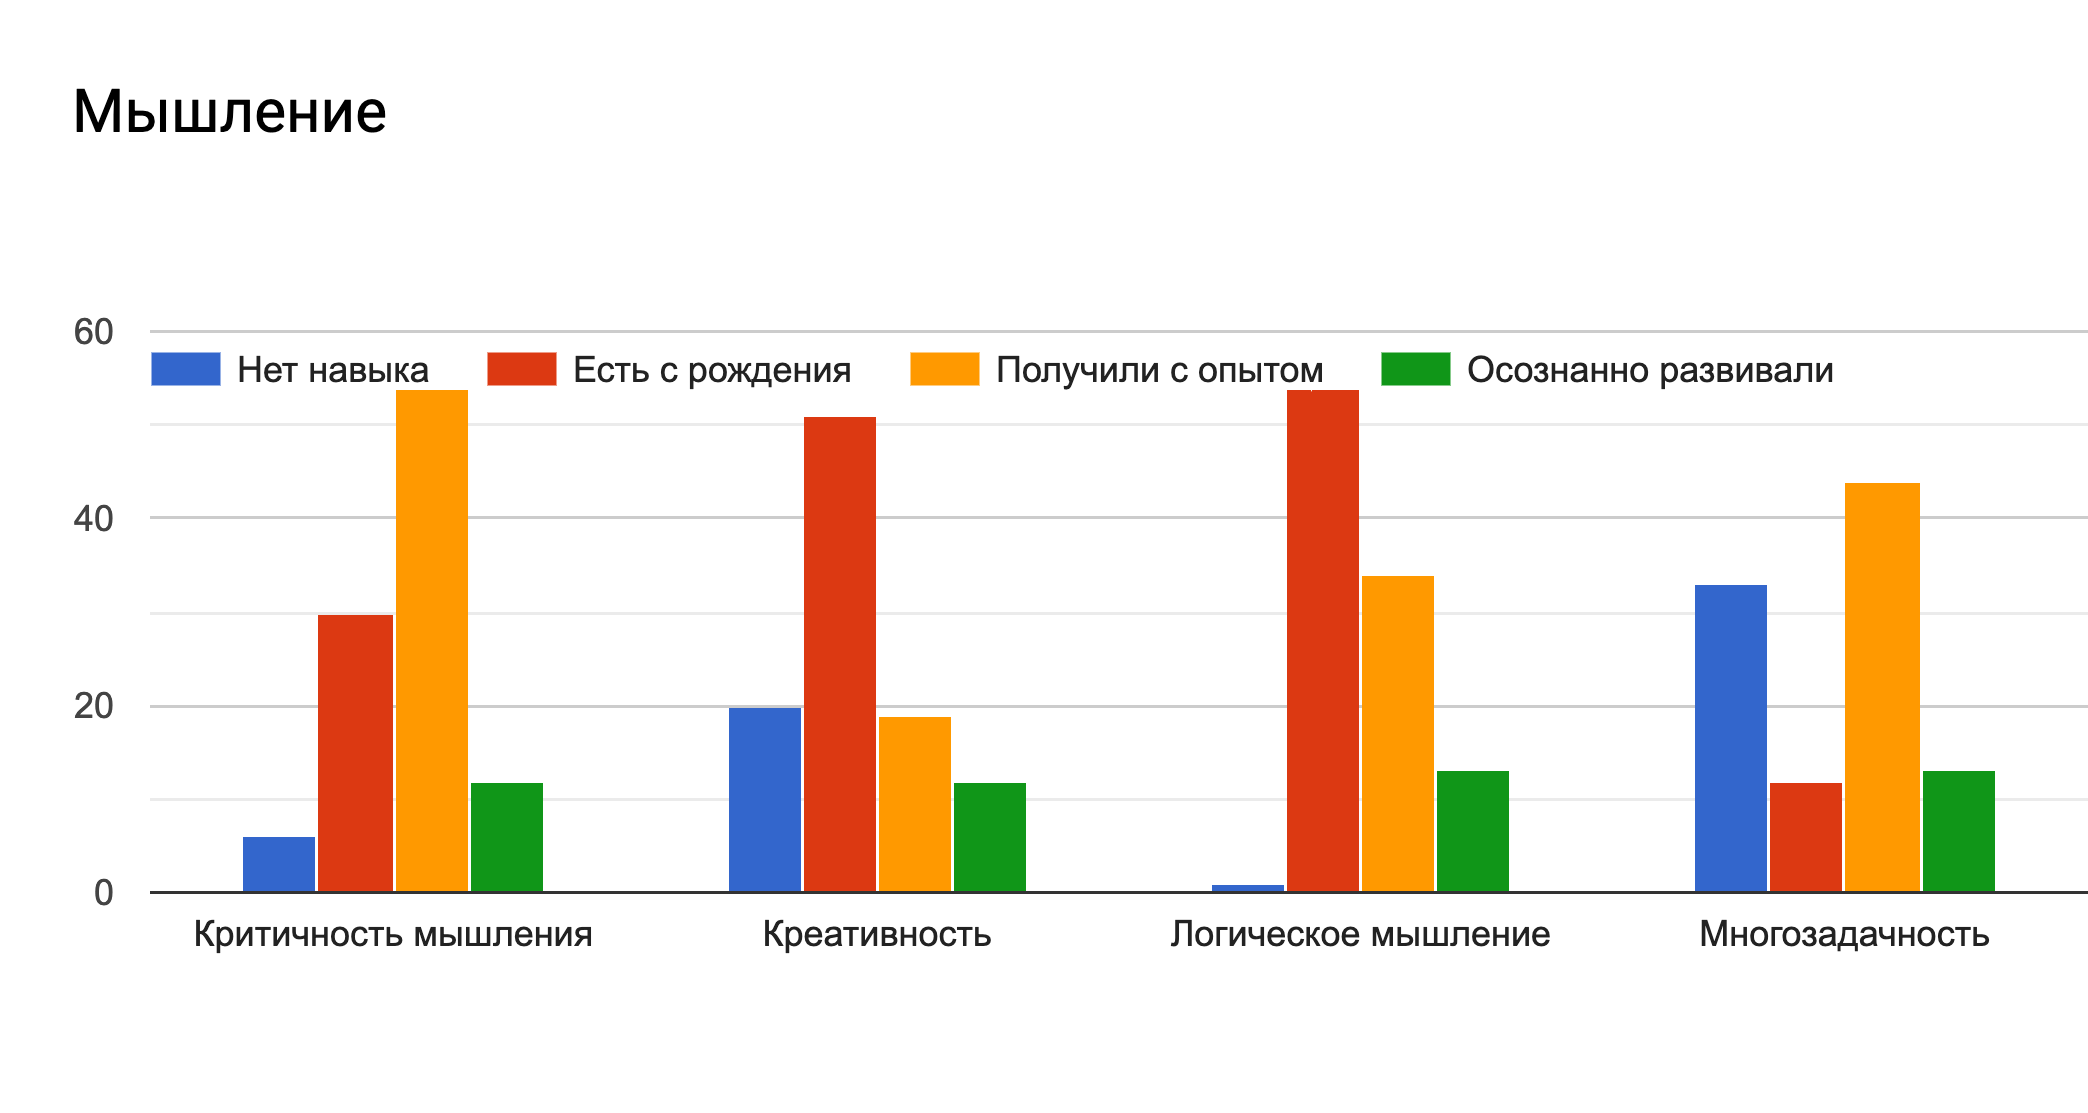 Мышление
60
Нет навыка Есть с рождения Получили с опытом Осознанно развивали
40
20
0
Критичность мышления Креативность Логическое мышление Многозадачность